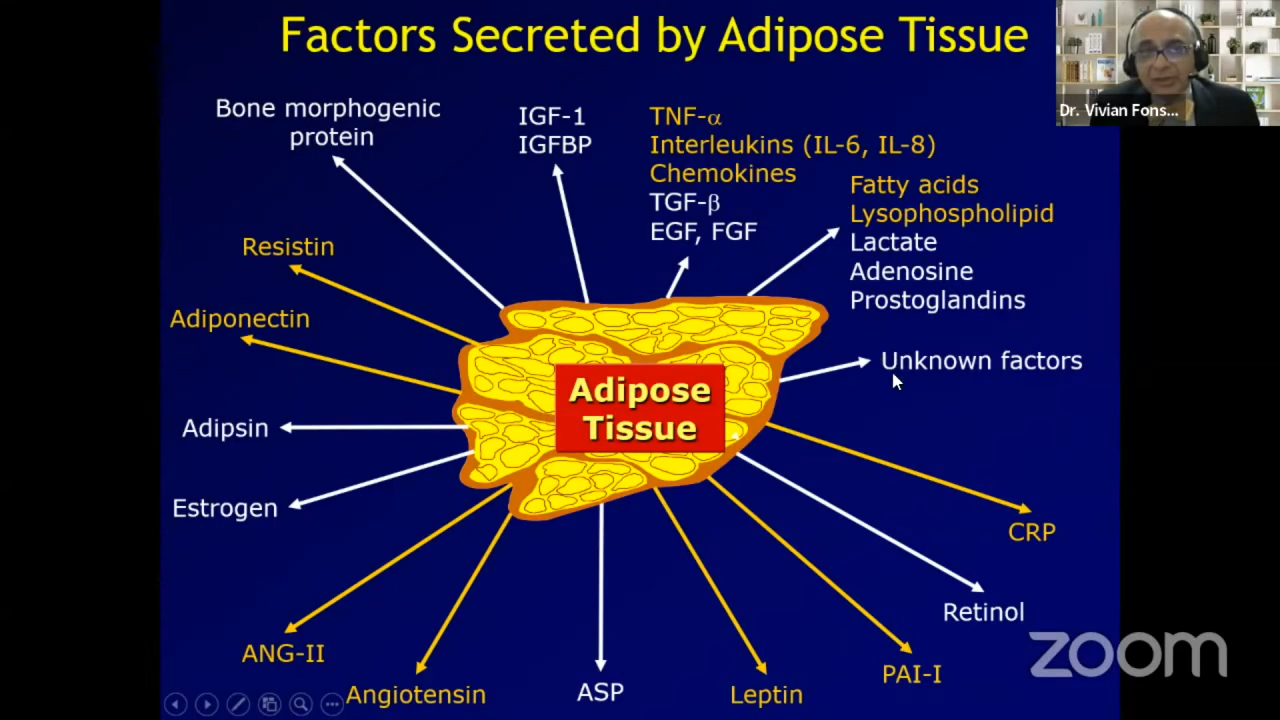 Factors Secreted by Adipose Tissue
Dr. Vivian Fons...
Bone morphogenic
protein
IGF-1
IGFBP
TNF-α
Interleukins (IL-6, IL-8)
Chemokines
TGF-β
EGF, FGF
Fatty acids
Lysophospholipid
Lactate
Adenosine
Prostoglandins
Resistin
Adiponectin
Unknown factors
Adipose
Tissue
Adipsin
Estrogen
CRP
Retinol
ANG-II
Angiotensin
ASP
Leptin
PAI-I
zoom